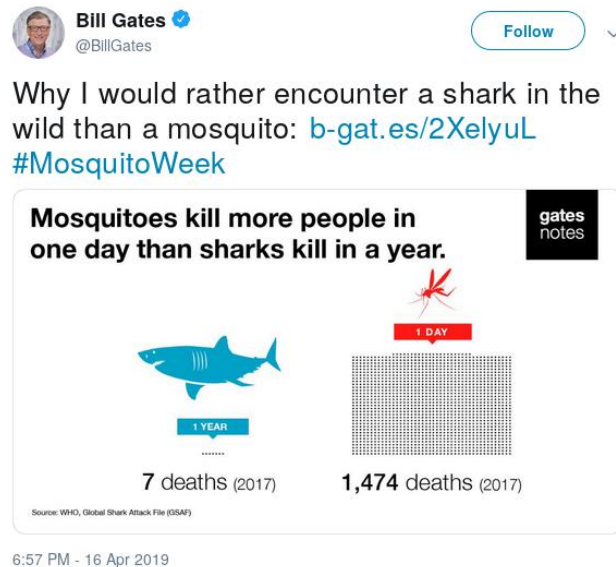 Bill Gates
@BillGates
Follow
Why I would rather encounter a shark in the
wild than a mosquito: b-gat.es/2XelyuL
#MosquitoWeek
Mosquitoes kill more people in
one day than sharks kill in a year.
gates
notes
1 DAY
1 YEAR
7 deaths (2017)
1,474 deaths (2017)
Source: WHO, Global Shark Attack File (GSAF)
6:57 PM - 16 Apr 2019